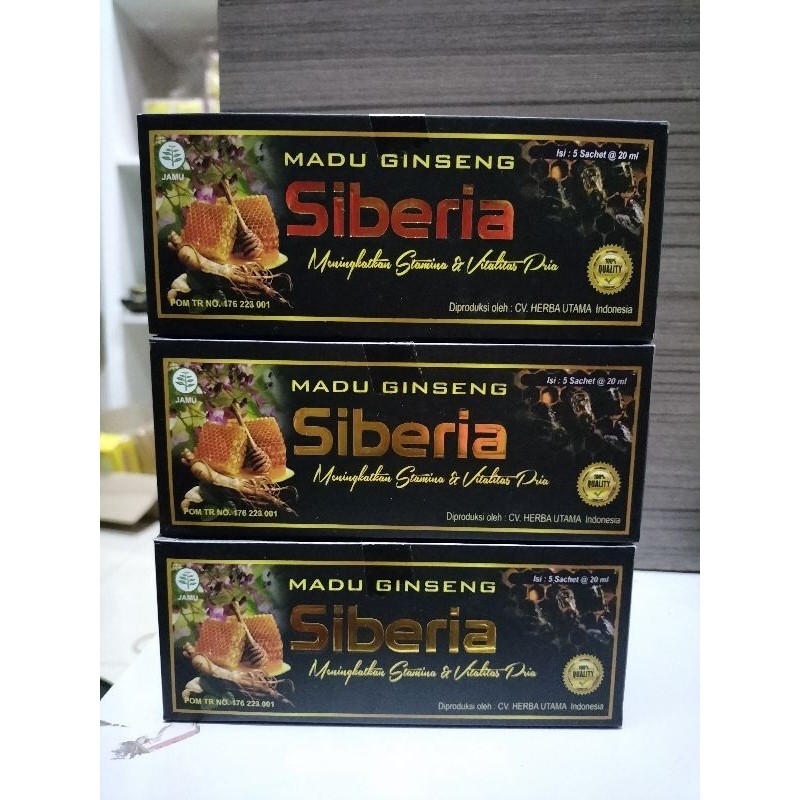 JAMU
MADU GINSENG
Isi : 5 Sachet @ 20 ml
Siberia
Meningkatkan Stamina & Vitalitas Pria
100%
QUALITY
POM TR NO. 176 223 001
Diproduksi oleh : CV. HERBA UTAMA Indonesia
JAMU
MADU GINSENG
Isi : 5 Sachet @ 20 ml
Siberia
Meningkatkan Stamina & Vitalitas Pria
100%
QUALITY
POM TR NO. 176 223 001
Diproduksi oleh : CV. HERBA UTAMA Indonesia
JAMU
MADU GINSENG
Isi : 5 Sachet @ 20 ml
Siberia
Meningkatkan Stamina & Vitalitas Pria
100%
QUALITY
POM TR NO. 176 223 001
Diproduksi oleh : CV. HERBA UTAMA Indonesia